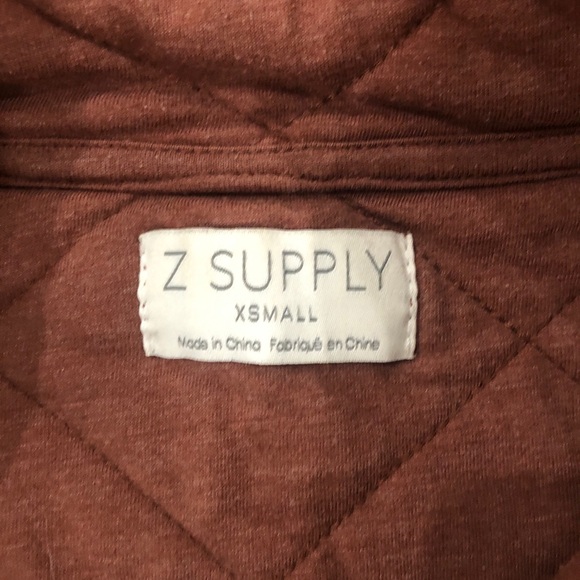 Z SUPPLY
XSMALL
Made in China Fabriqué en Chine